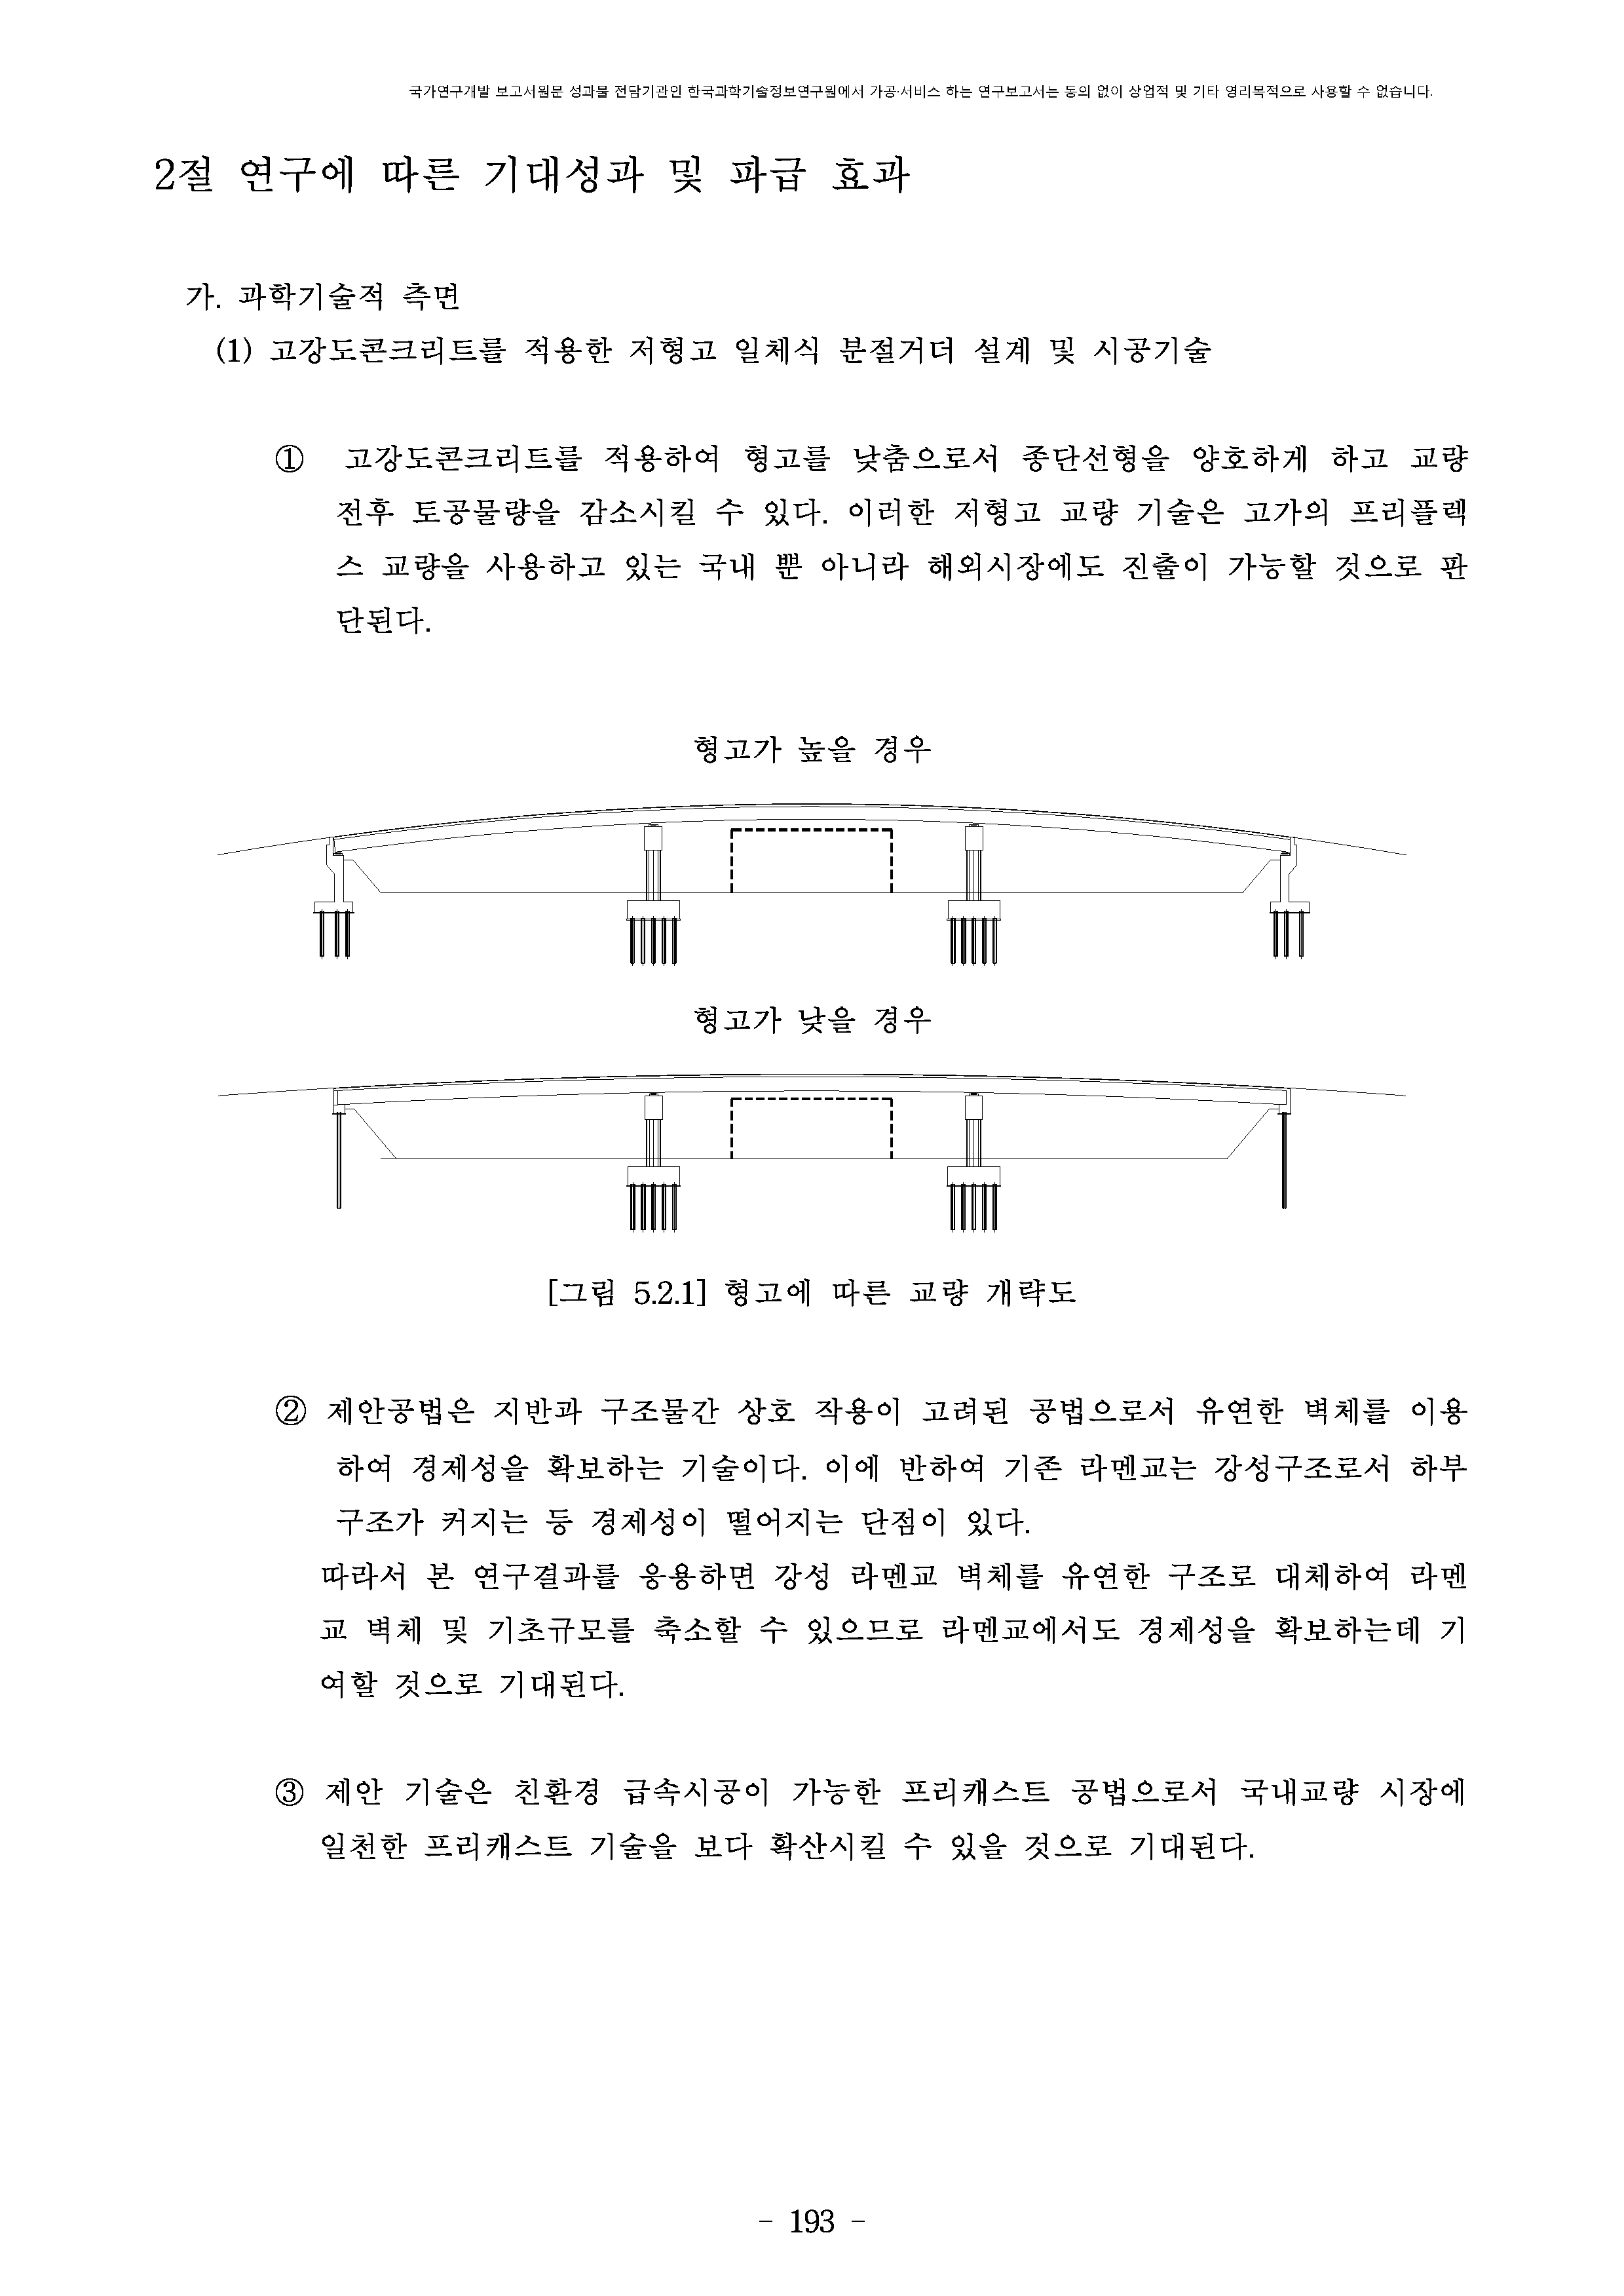 국가연구개발 보고서원문 성과물 전담기관인 한국과학기술정보연구원에서 가공·서비스 하는 연구보고서는 동의 없이 상업적 및 기타 영리목적으로 사용할 수 없습니다.
2절 연구에 따른 기대성과 및 파급 효과
가. 과학기술적 측면
(1) 고강도콘크리트를 적용한 저형고 일체식 분절거더 설계 및 시공기술
① 고강도콘크리트를 적용하여 형고를 낮춤으로서 종단선형을 양호하게 하고 교량
전후 토공물량을 감소시킬 수 있다. 이러한 저형고 교량 기술은 고가의 프리플렉
스 교량을 사용하고 있는 국내 뿐 아니라 해외시장에도 진출이 가능할 것으로 판
단된다.
형고가 높을 경우
형고가 낮을 경우
[그림 5.2.1] 형고에 따른 교량 개략도
② 제안공법은 지반과 구조물간 상호 작용이 고려된 공법으로서 유연한 벽체를 이용
하여 경제성을 확보하는 기술이다. 이에 반하여 기존 라멘교는 강성구조로서 하부
구조가 커지는 등 경제성이 떨어지는 단점이 있다.
따라서 본 연구결과를 응용하면 강성 라멘교 벽체를 유연한 구조로 대체하여 라멘
교 벽체 및 기초규모를 축소할 수 있으므로 라멘교에서도 경제성을 확보하는데 기
여할 것으로 기대된다.
③ 제안 기술은 친환경 급속시공이 가능한 프리캐스트 공법으로서 국내교량 시장에
일천한 프리캐스트 기술을 보다 확산시킬 수 있을 것으로 기대된다.
- 193 -